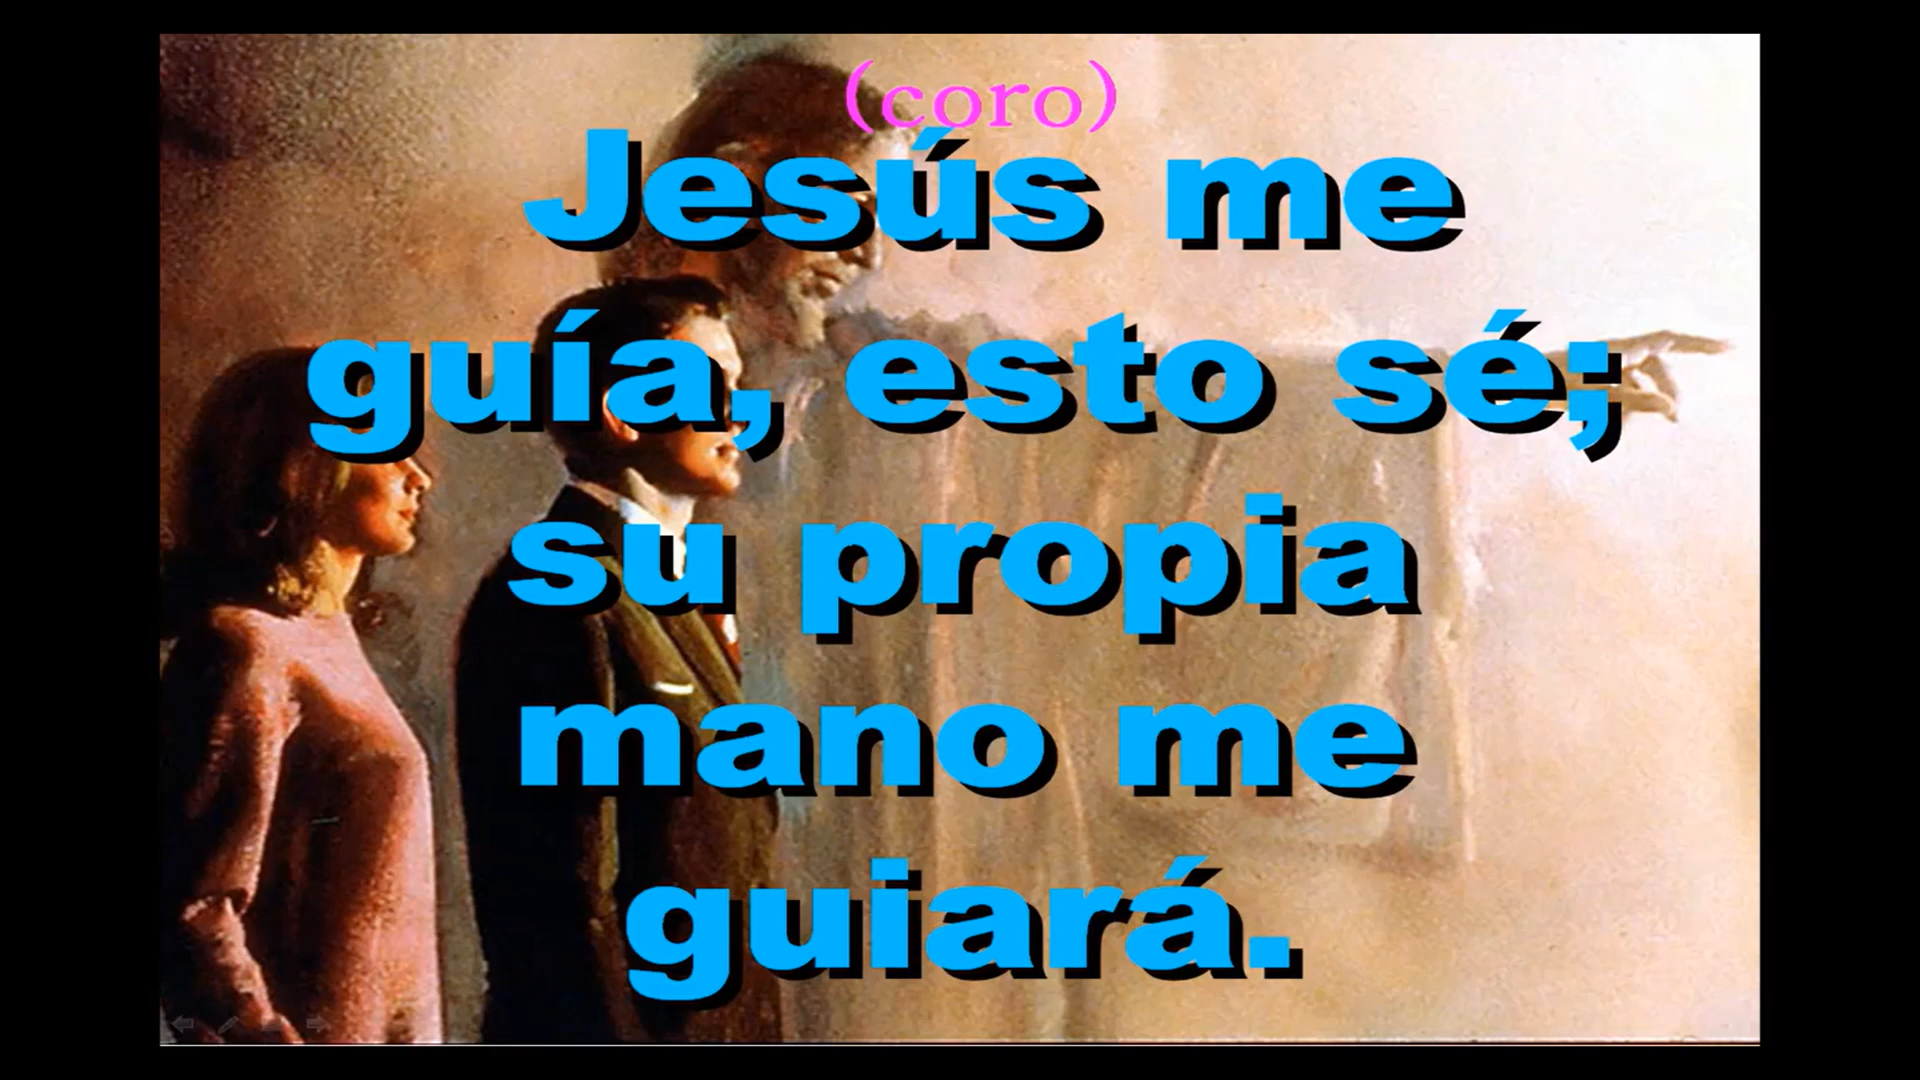 (coro)
Jesús me
guía, esto sé;
su propia
mano me
guiará.